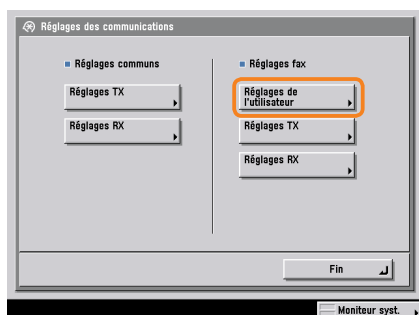 Réglages des communications
Réglages communs
Réglages TX
Réglages RX
Réglages fax
Réglages de
l'utilisateur
Réglages TX
Réglages RX
Fin
Moniteur syst.